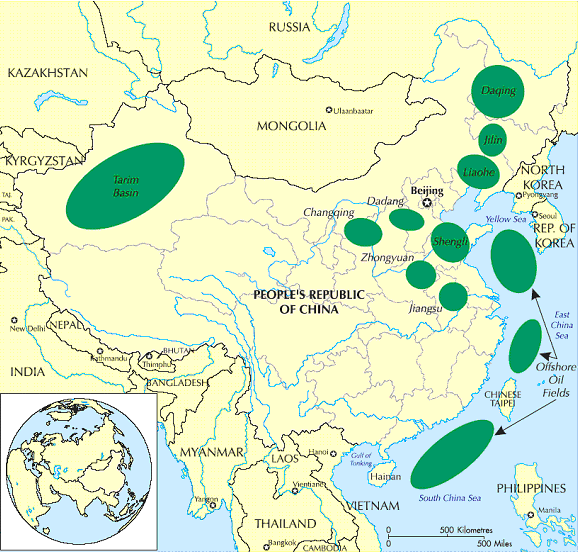 RUSSIA
KAZAKHSTAN
Daqing
Ulaanbaatar
MONGOLIA
Jilin
KYRGYZSTAN
Liaohe
NORTH
KOREA
Tarim
Basin
TAJ.
Beijing
Pyongyang
Dadang
PAK.
Changqing
Yellow Sea
Seoul
REP. OF
KOREA
Shengli
Zhongyuan
PEOPLE'S REPUBLIC
OF CHINA
Jiangsu
East
China
Sea
New Delhi
NEPAL
BHUTAN
Kathmandu
Thimphu
Offshore
Oil
Fields
INDIA
BANGLADESH
CHINESE
TAIPEI
MYANMAR
Hanoi
Gulf of
Tonking
LAOS
Hainan
South China Sea
PHILIPPINES
Yangon
Vientiane
VIETNAM
Manila
THAILAND
0 500 Kilometres
0 500 Miles
Bangkok
CAMBODIA